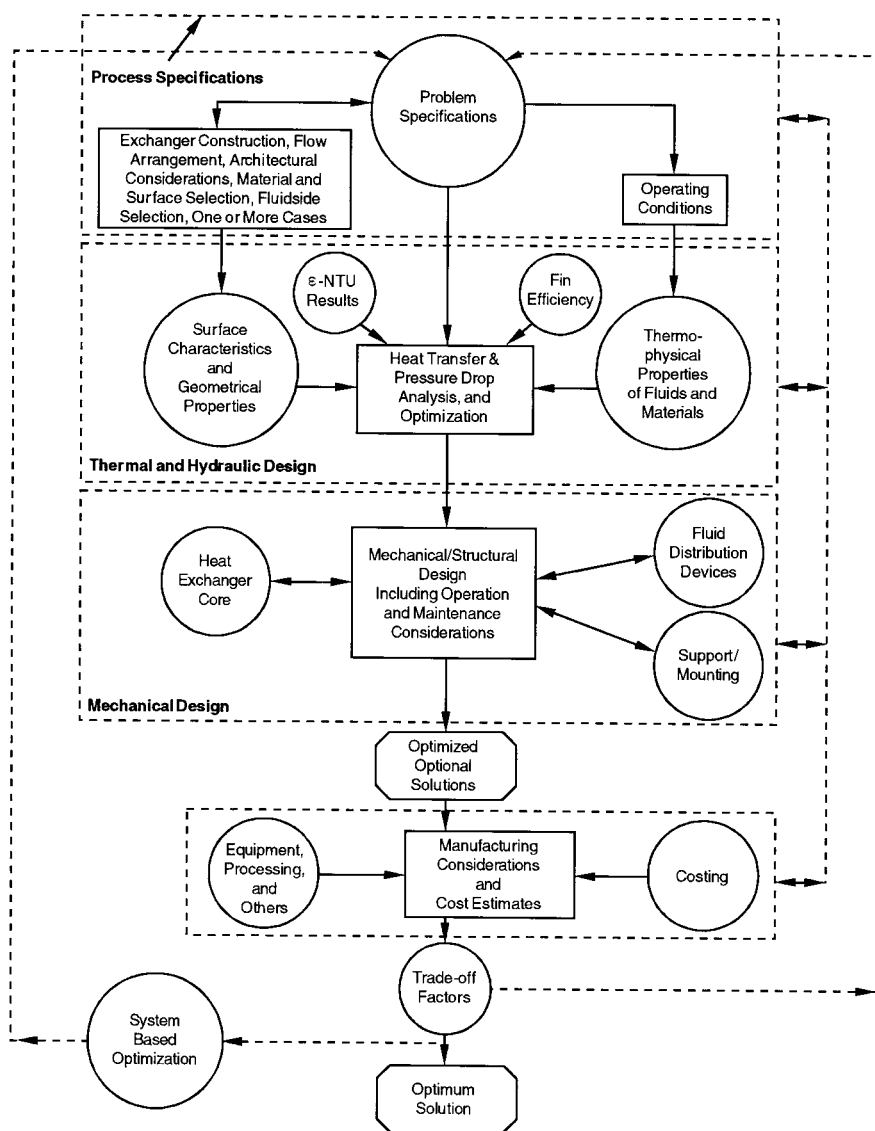 Process Specifications
Problem
Specifications
Exchanger Construction, Flow
Arrangement, Architectural
Considerations, Material and
Surface Selection, Fluidside
Selection, One or More Cases
Operating
Conditions
ε-NTU
Results
Fin
Efficiency
Surface
Characteristics
and
Geometrical
Properties
Heat Transfer &
Pressure Drop
Analysis, and
Optimization
Thermo-
physical
Properties
of Fluids and
Materials
Thermal and Hydraulic Design
Heat
Exchanger
Core
Mechanical/Structural
Design
Including Operation
and Maintenance
Considerations
Fluid
Distribution
Devices
Support/
Mounting
Mechanical Design
Optimized
Optional
Solutions
Equipment,
Processing,
and
Others
Manufacturing
Considerations
and
Cost Estimates
Costing
Trade-off
Factors
System
Based
Optimization
Optimum
Solution